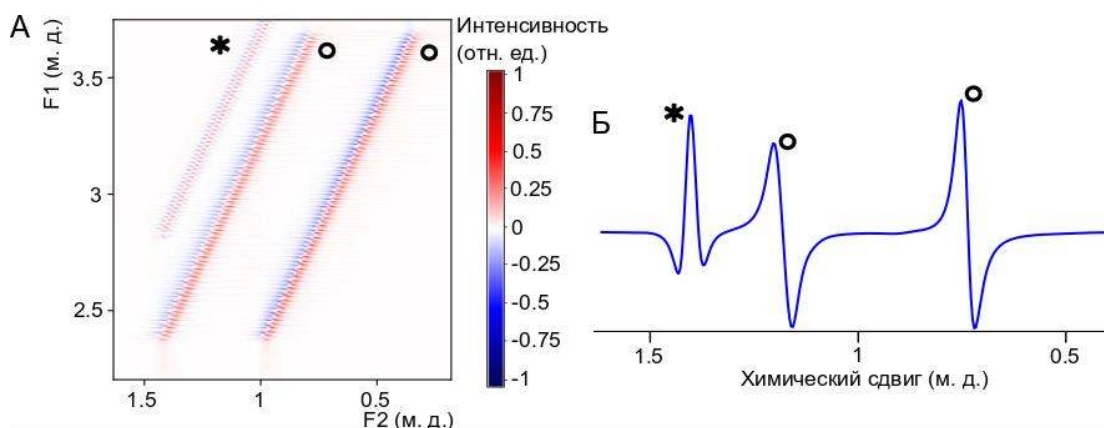 А
F1 (м. д.)
3.5
3
2.5
1.5
1
0.5
F2 (м. д.)
Интенсивность
(отн. ед.)
1
0.75
0.5
0.25
0
-0.25
-0.5
-0.75
-1
Б
1.5
1
0.5
Химический сдвиг (м. д.)